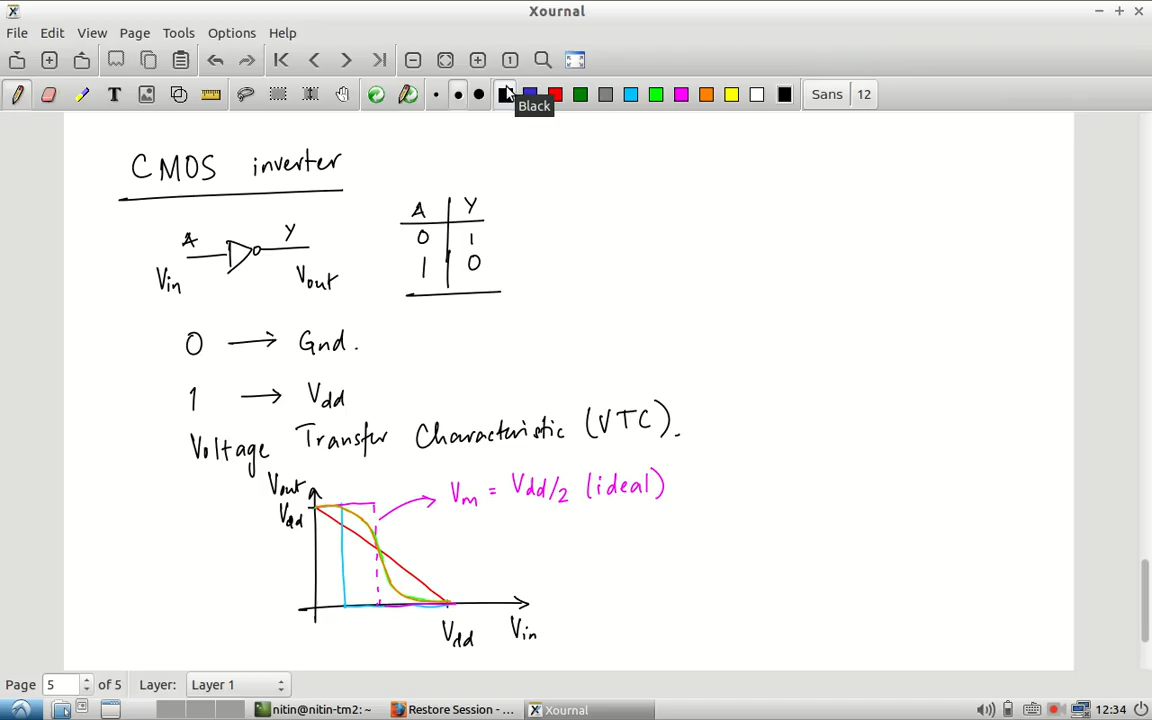 Xournal
File Edit View Page Tools Options Help
Sans 12
Black
CMOS inverter
A Y
A Y
0 1
1 0
Vin Vout
0 → Gnd.
1 → Vdd
Voltage Transfer Characteristic (VTC).
Vout
Vdd
Vm = Vdd/2 (ideal)
Vdd Vin
Page 5 of 5 Layer: Layer 1
nitin@nitin-tm2: ~ Restore Session - ... Xournal 12:34